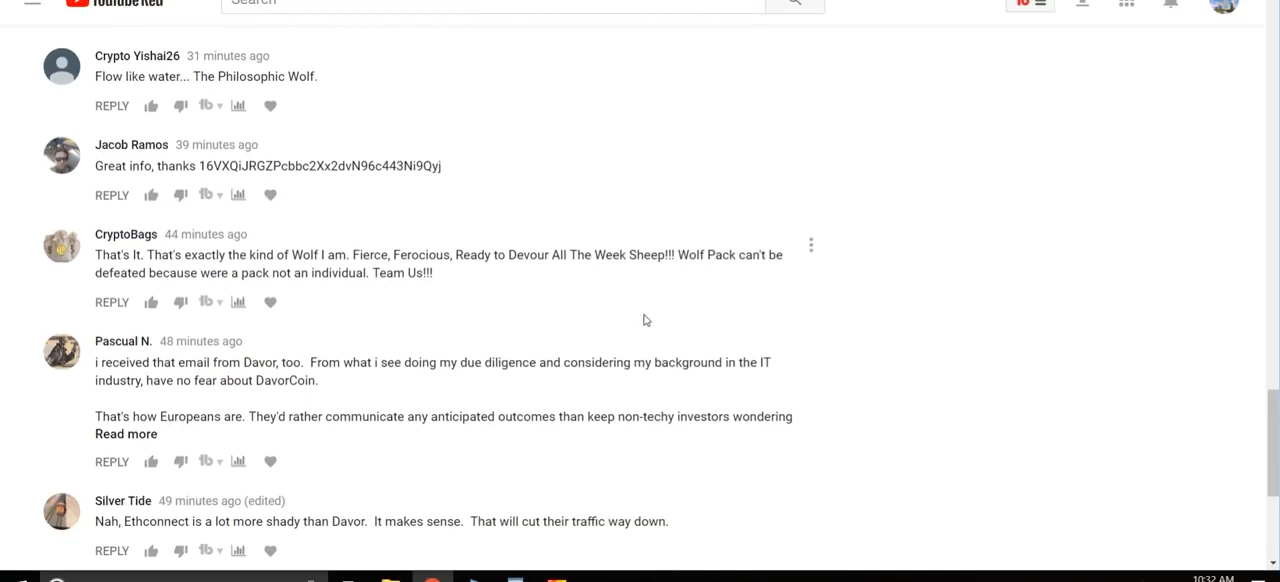 YouTube Red
Search
Crypto Yishai26 31 minutes ago
Flow like water... The Philosophic Wolf.
REPLY
Jacob Ramos 39 minutes ago
Great info, thanks 16VXQiJRGZPcbbc2Xx2dvN96c443Ni9Qyj
REPLY
CryptoBags 44 minutes ago
That's It. That's exactly the kind of Wolf I am. Fierce, Ferocious, Ready to Devour All The Week Sheep!!! Wolf Pack can't be
defeated because were a pack not an individual. Team Us!!!
REPLY
Pascual N. 48 minutes ago
i received that email from Davor, too. From what i see doing my due diligence and considering my background in the IT
industry, have no fear about DavorCoin.
That's how Europeans are. They'd rather communicate any anticipated outcomes than keep non-techy investors wondering
Read more
REPLY
Silver Tide 49 minutes ago (edited)
Nah, Ethconnect is a lot more shady than Davor. It makes sense. That will cut their traffic way down.
REPLY
10:32 AM